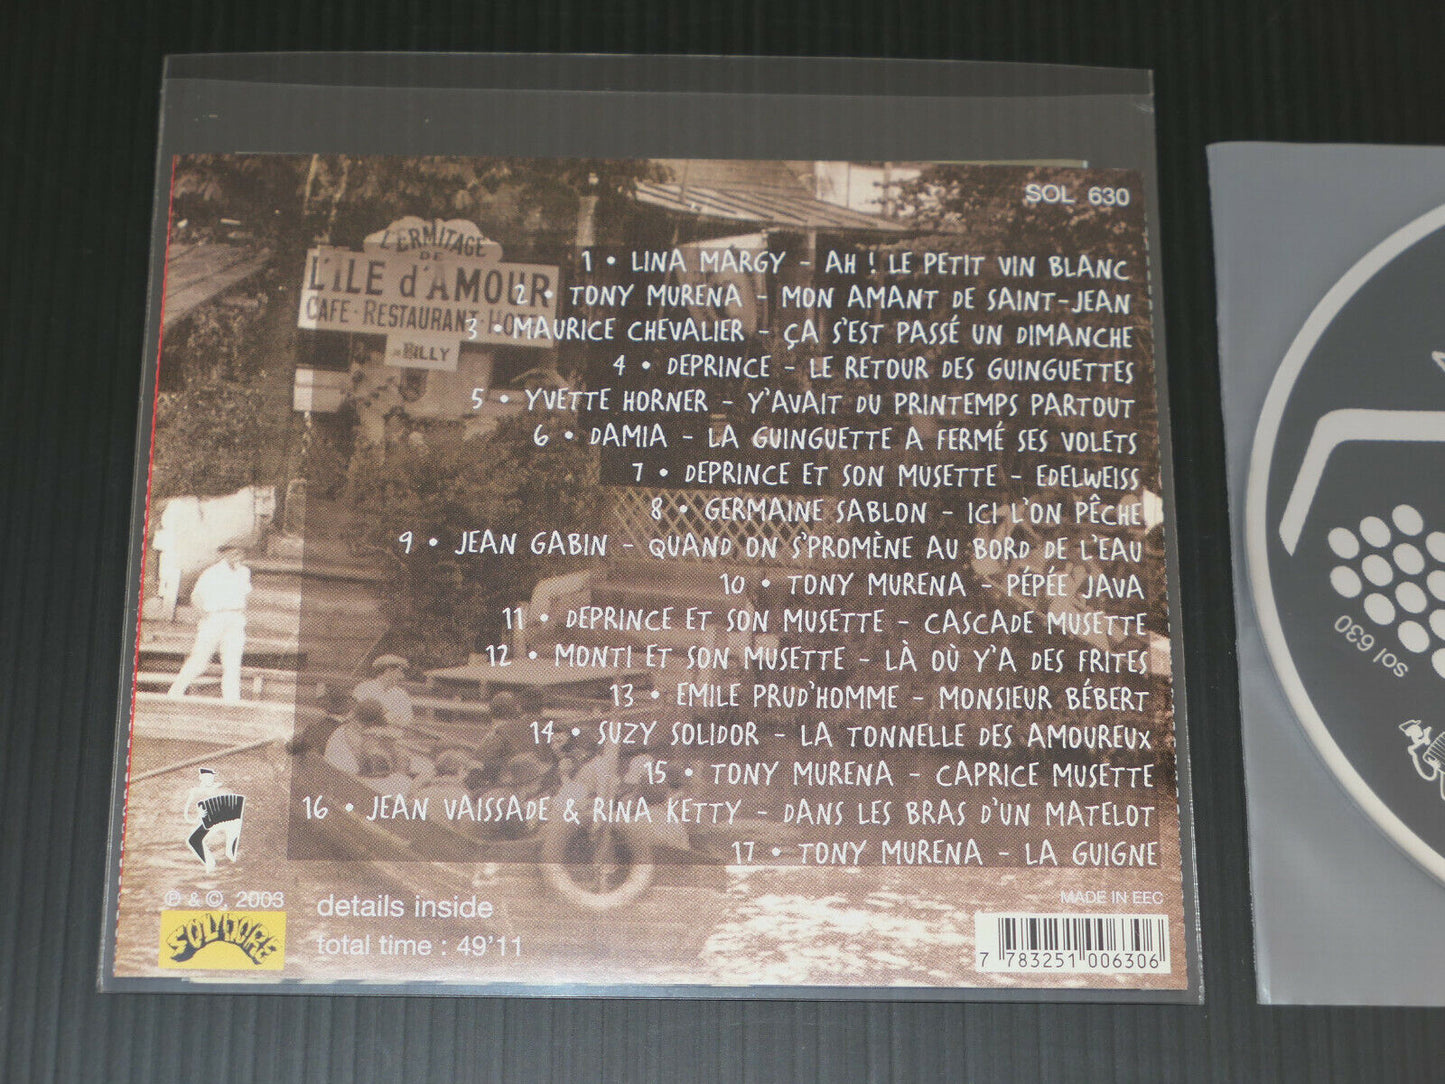 SOL 630
L'ERMITAGE
DE
L'ILE d'AMOUR
CAFE-RESTAURANT-HOT
BILLY
1 • LINA MARGY - AH ! LE PETIT VIN BLANC
2 • TONY MURENA - MON AMANT DE SAINT-JEAN
3 • MAURICE CHEVALIER - ÇA S'EST PASSÉ UN DIMANCHE
4 • DEPRINCE - LE RETOUR DES GUINGUETTES
5 • YVETTE HORNER - Y'AVAIT DU PRINTEMPS PARTOUT
6 • DAMIA - LA GUINGUETTE A FERMÉ SES VOLETS
7 • DEPRINCE ET SON MUSETTE - EDELWEISS
8 • GERMAINE SABLON - ICI L'ON PÊCHE
9 • JEAN GABIN - QUAND ON S'PROMÈNE AU BORD DE L'EAU
10 • TONY MURENA - PÉPÉE JAVA
11 • DEPRINCE ET SON MUSETTE - CASCADE MUSETTE
12 • MONTI ET SON MUSETTE - LÀ OÙ Y'A DES FRITES
13 • EMILE PRUD'HOMME - MONSIEUR BÉBERT
14 • SUZY SOLIDOR - LA TONNELLE DES AMOUREUX
15 • TONY MURENA - CAPRICE MUSETTE
16 • JEAN VAISSADE & RINA KETTY - DANS LES BRAS D'UN MATELOT
17 • TONY MURENA - LA GUIGNE
℗ & ©, 2003
SOLILOKE
details inside
total time : 49'11
MADE IN EEC
7 783251 006306
sol 630